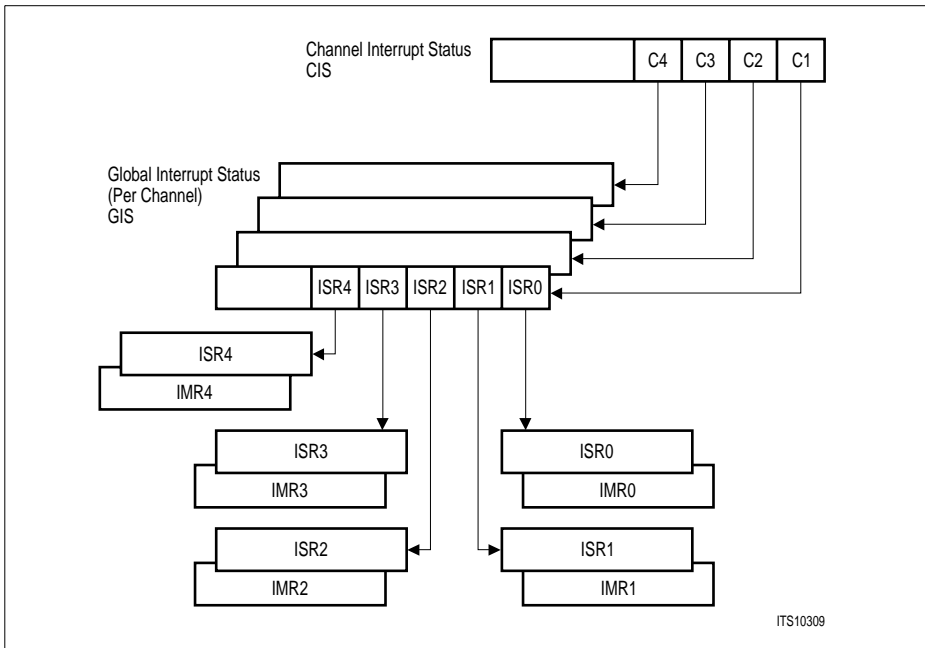 Channel Interrupt Status
CIS
C4 C3 C2 C1
Global Interrupt Status
(Per Channel)
GIS
ISR4 ISR3 ISR2 ISR1 ISR0
ISR4
IMR4
ISR3
IMR3
ISR0
IMR0
ISR2
IMR2
ISR1
IMR1
ITS10309